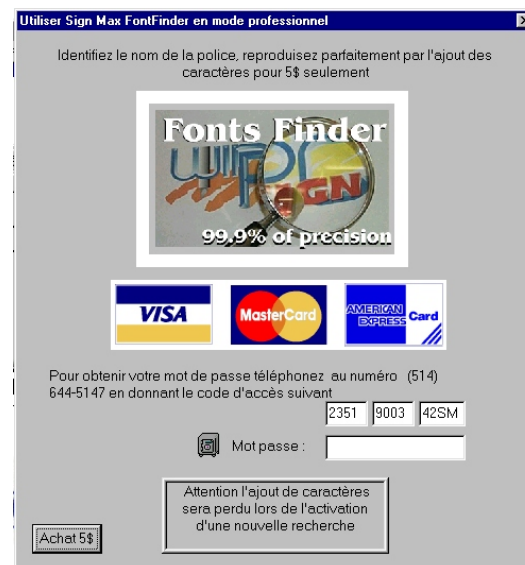 Utiliser Sign Max FontFinder en mode professionnel
Identifiez le nom de la police, reproduisez parfaitement par l'ajout des
caractères pour 5$ seulement
Fonts Finder
SIGN
99.9% of precision
VISA
MasterCard
AMERICAN
EXPRESS
Card
Pour obtenir votre mot de passe téléphonez au numéro (514)
644-5147 en donnant le code d'accès suivant
2351 9003 42SM
Mot passe :
Attention l'ajout de caractères
sera perdu lors de l'activation
d'une nouvelle recherche
Achat 5$